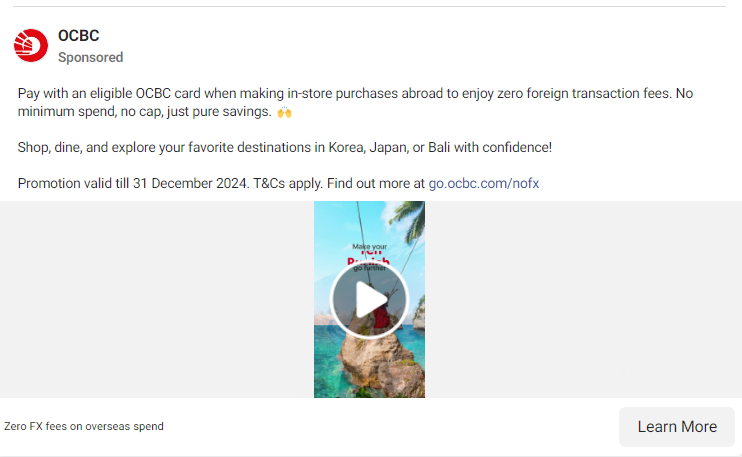 OCBC
Sponsored
Pay with an eligible OCBC card when making in-store purchases abroad to enjoy zero foreign transaction fees. No
minimum spend, no cap, just pure savings. 🙌
Shop, dine, and explore your favorite destinations in Korea, Japan, or Bali with confidence!
Promotion valid till 31 December 2024. T&Cs apply. Find out more at go.ocbc.com/nofx
Make your
go further
Zero FX fees on overseas spend
Learn More